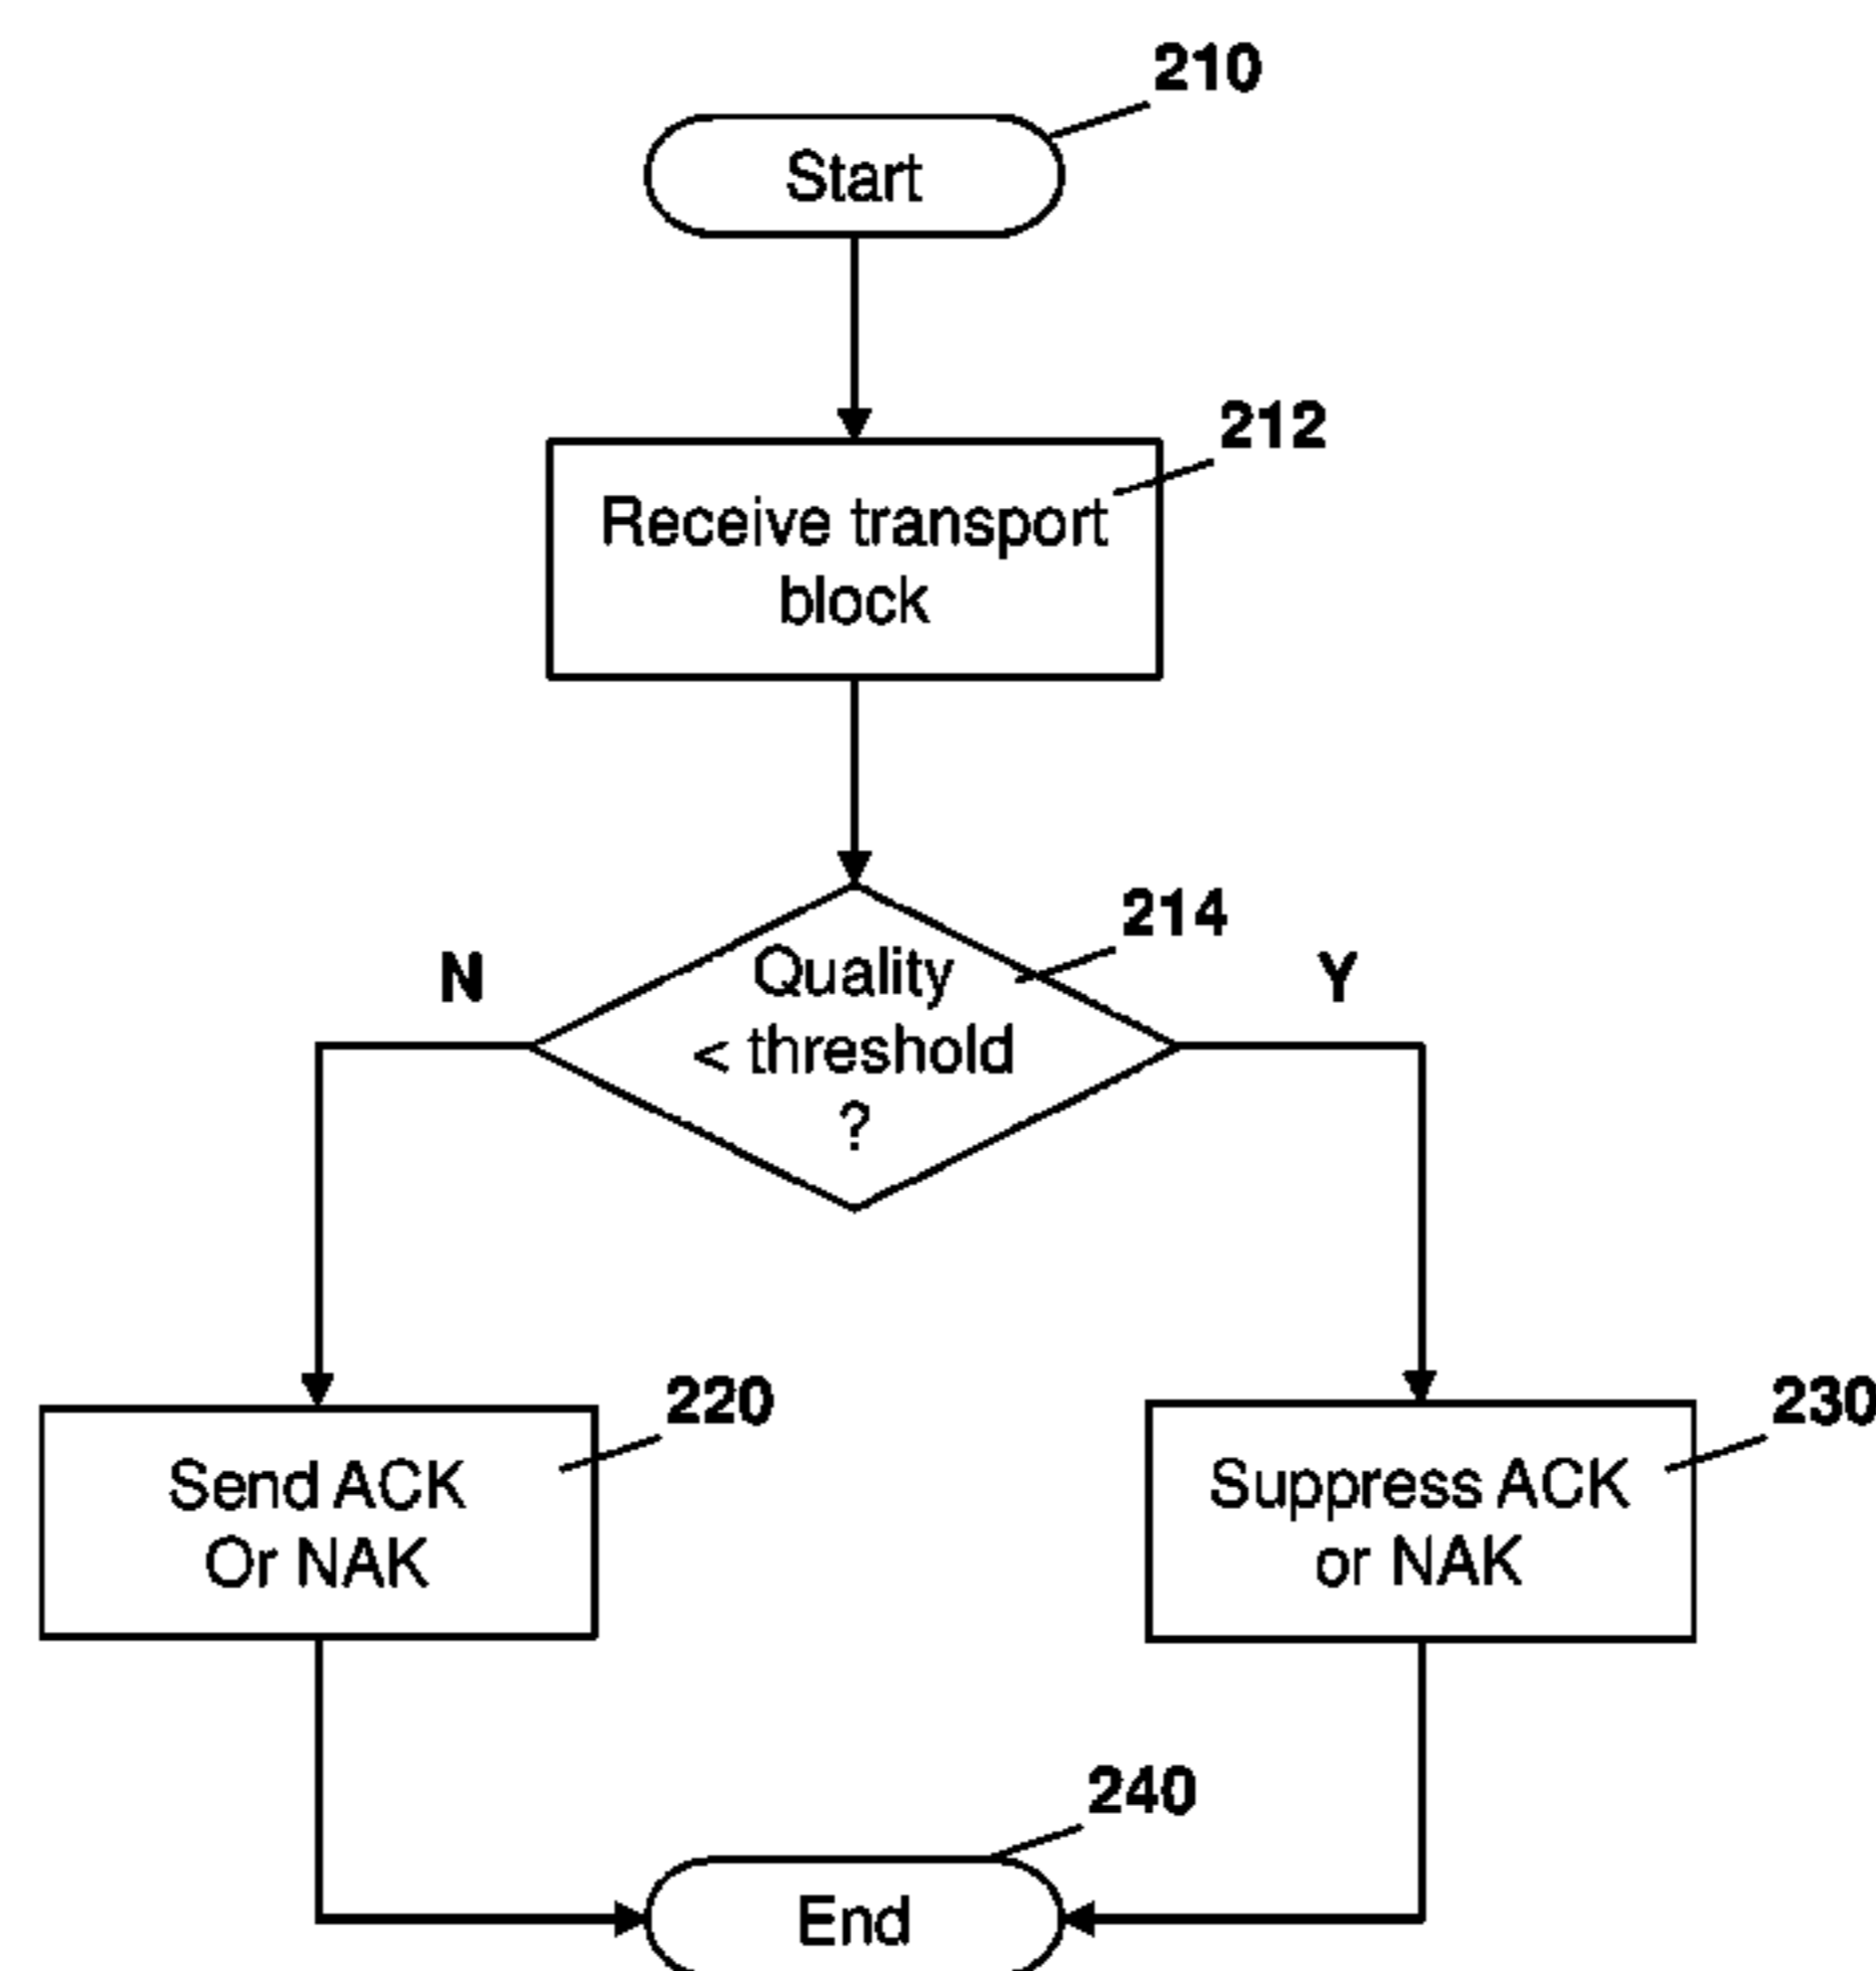 210
Start
212
Receive transport
block
214
N
Quality
Y
< threshold
?
220
230
Send ACK
Or NAK
Suppress ACK
or NAK
240
End